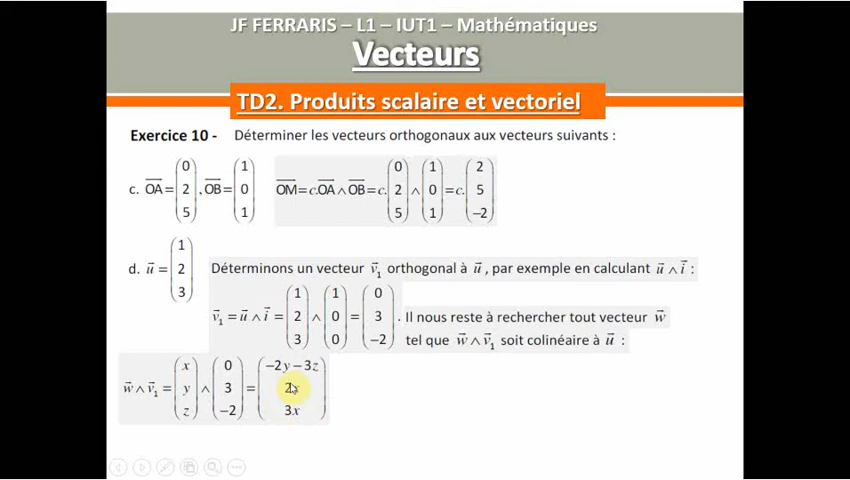 JF FERRARIS – L1 – IUT1 – Mathématiques
Vecteurs
TD2. Produits scalaire et vectoriel
Exercice 10 - Déterminer les vecteurs orthogonaux aux vecteurs suivants :
c. OA = (0 2 5), OB = (1 0 1) OM = c.OA ∧ OB = c.(0 2 5) ∧ (1 0 1) = c.(2 5 −2)
d. u = (1 2 3) Déterminons un vecteur v₁ orthogonal à u, par exemple en calculant u ∧ i :
v₁ = u ∧ i = (1 2 3) ∧ (1 0 0) = (0 3 −2). Il nous reste à rechercher tout vecteur w
tel que w ∧ v₁ soit colinéaire à u :
w ∧ v₁ = (x y z) ∧ (0 3 −2) = (−2y − 3z 2x 3x)